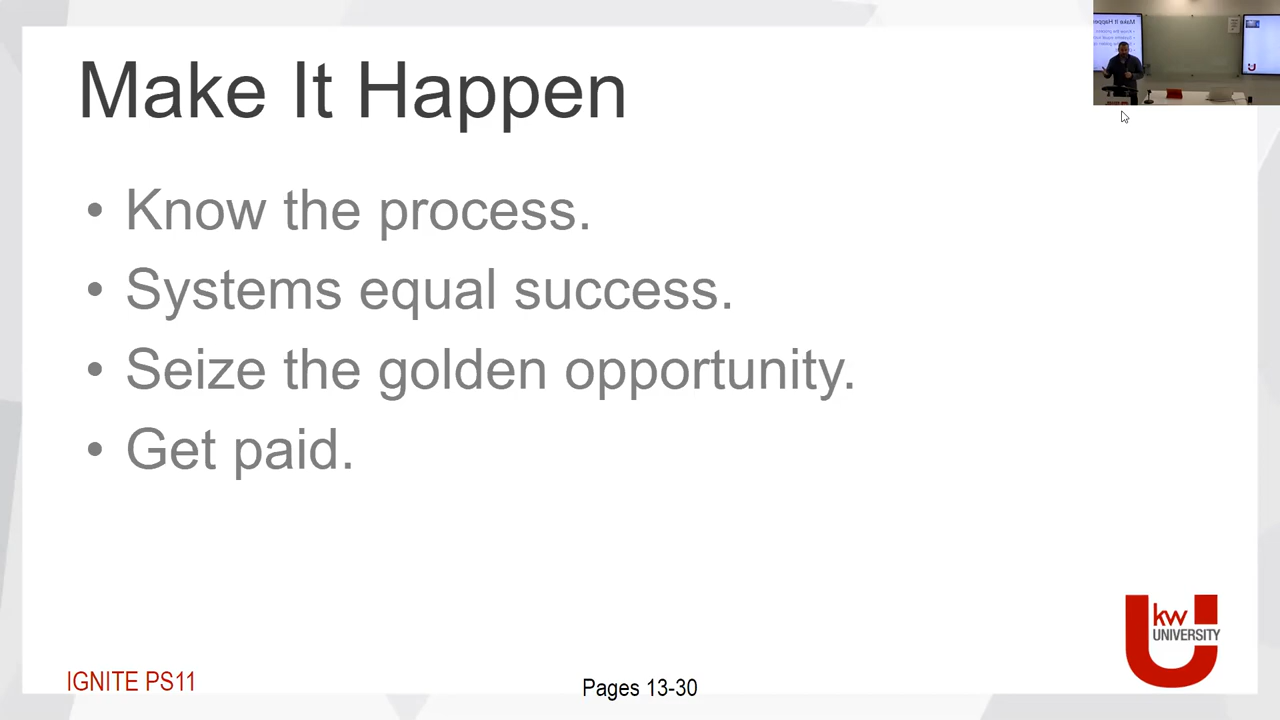 Make It Happen
• Know the process.
• Systems equal success.
• Seize the golden opportunity.
• Get paid.
kw
UNIVERSITY
IGNITE PS11
Pages 13-30